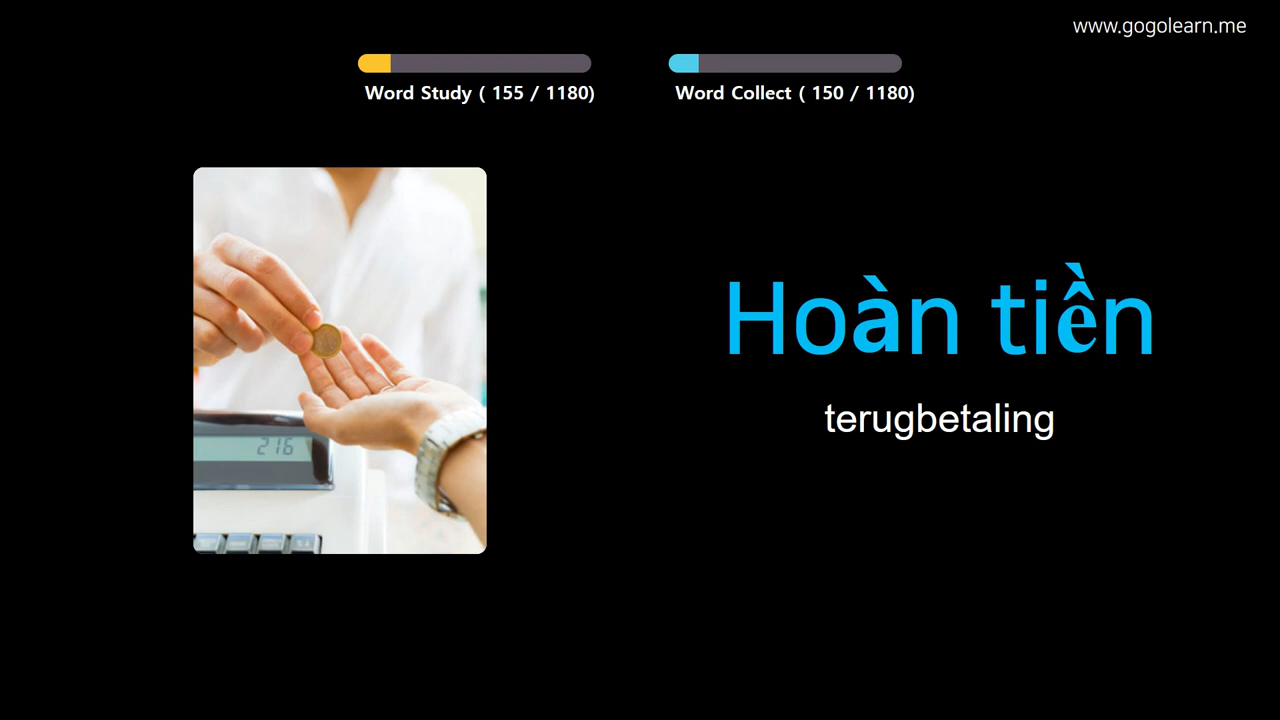 www.gogolearn.me
Word Study ( 155 / 1180)
Word Collect ( 150 / 1180)
Hoàn tiền
terugbetaling
216